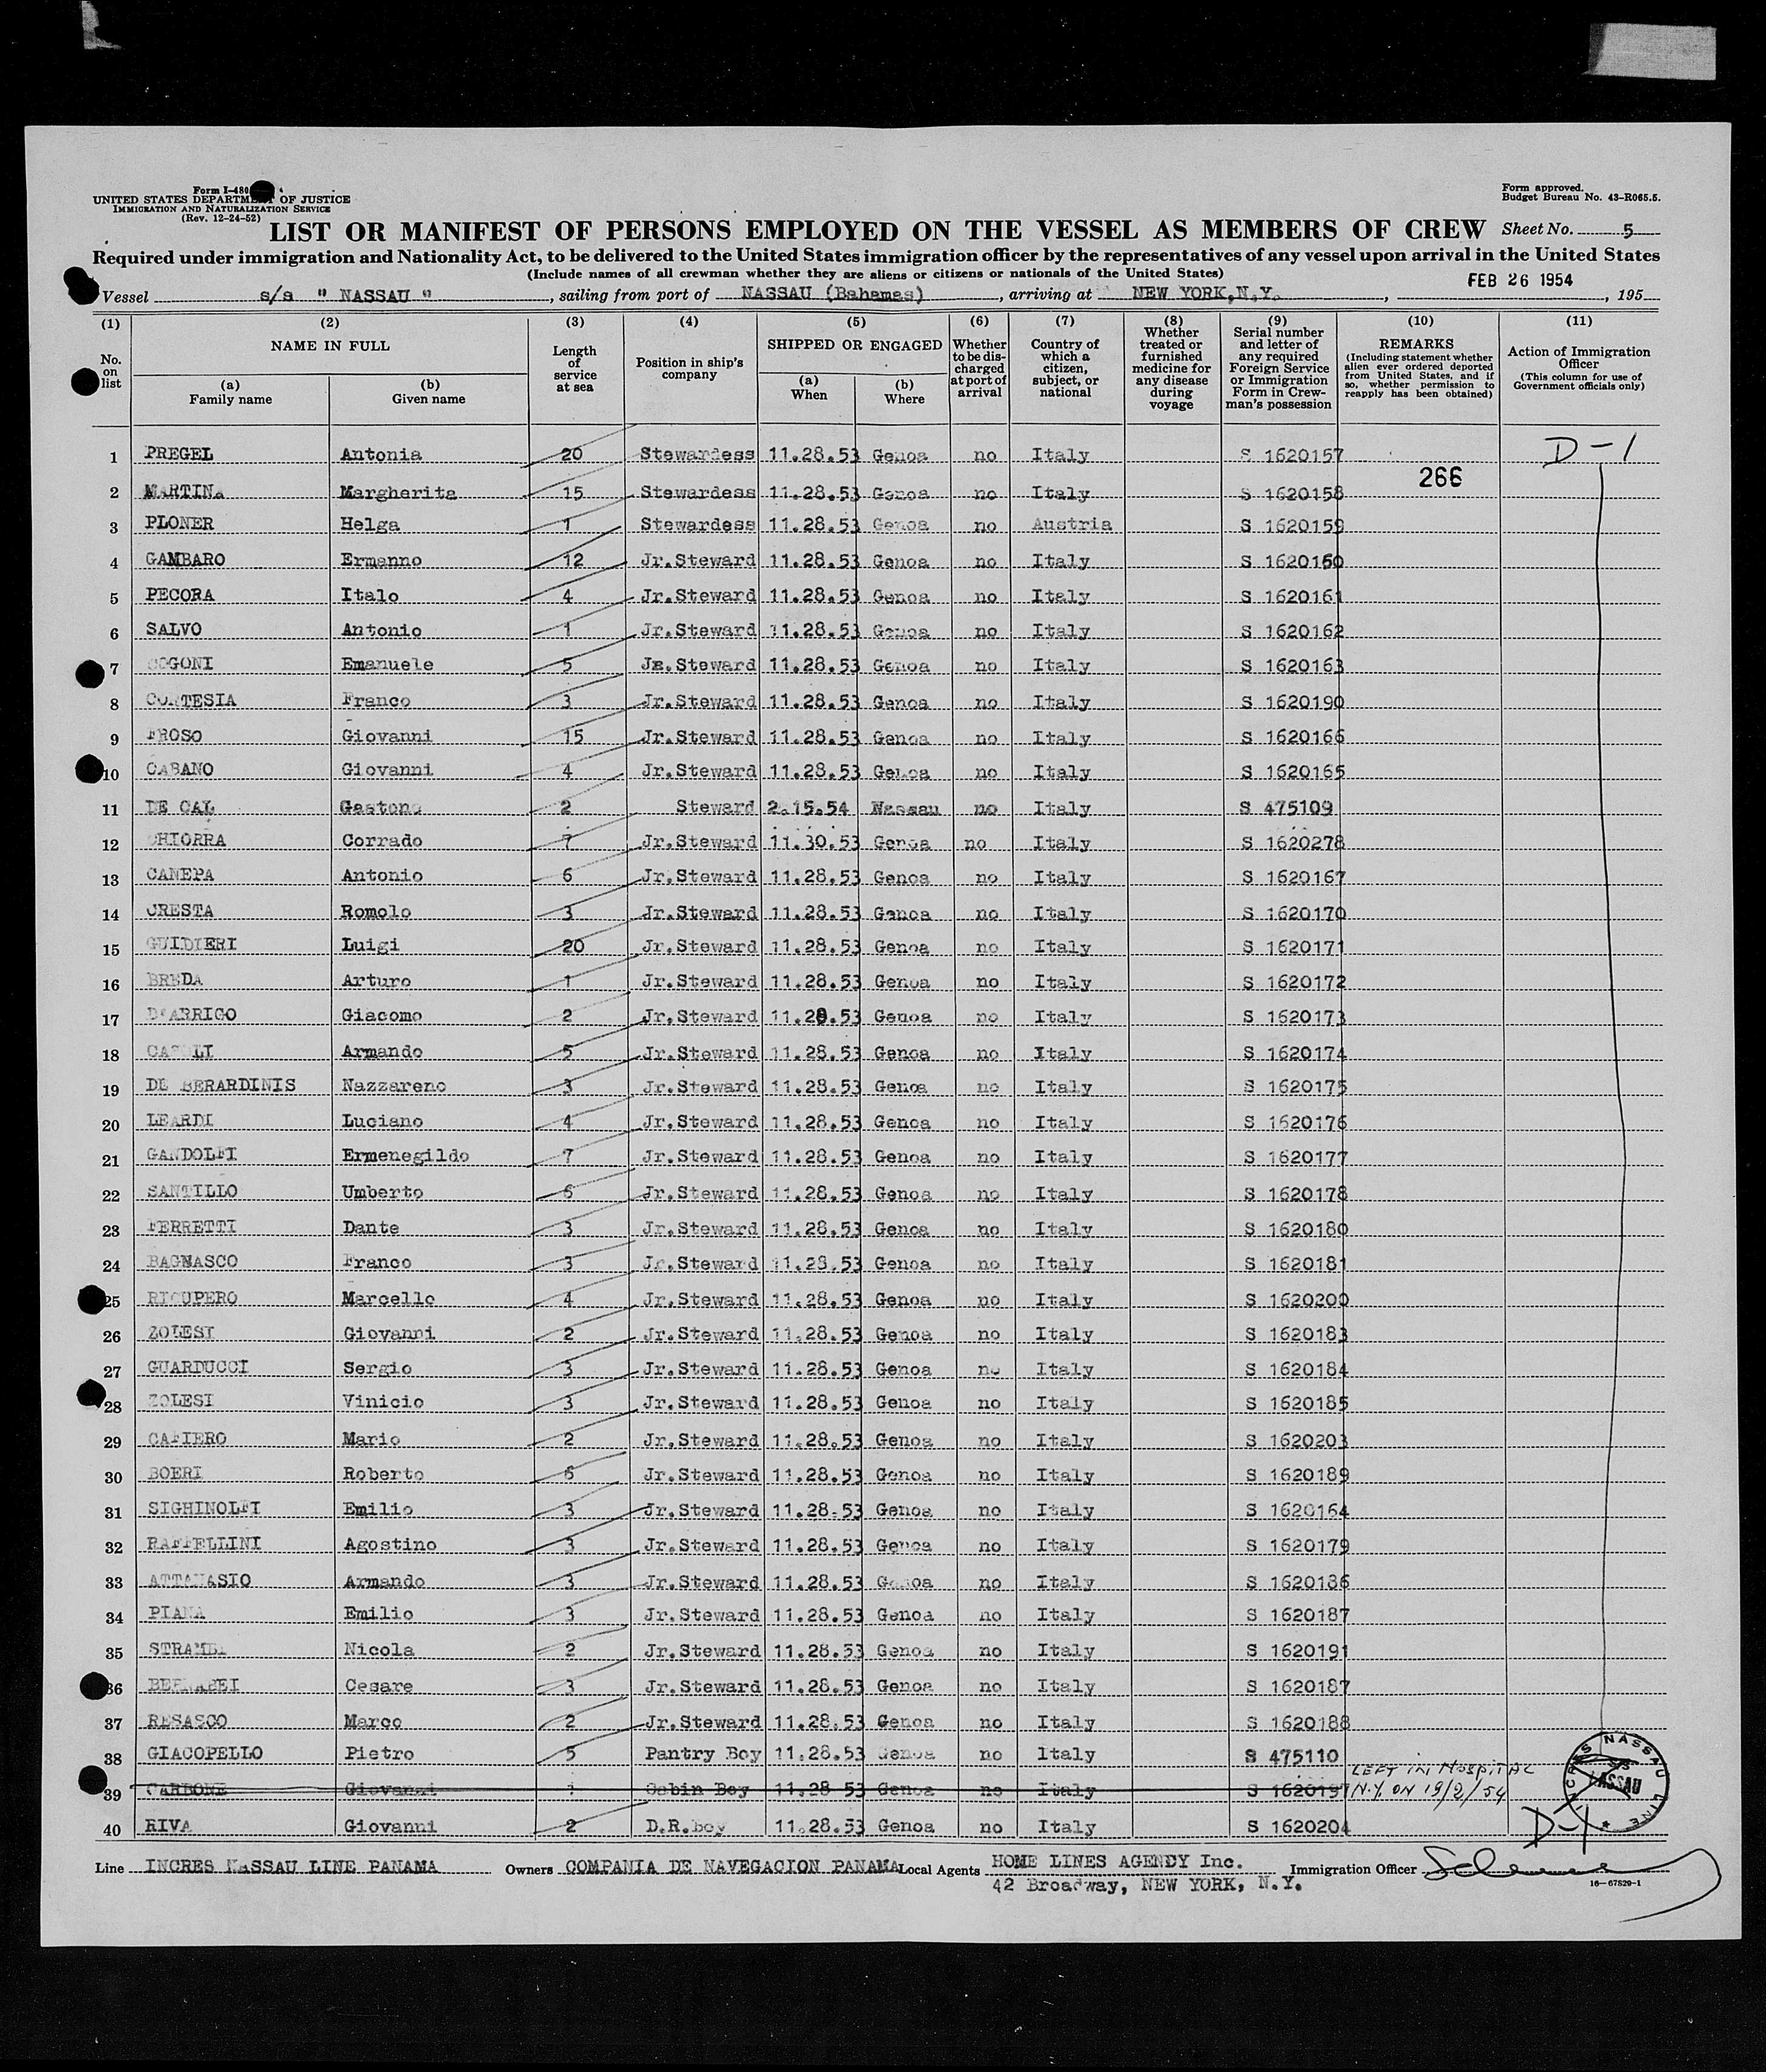 Form I-480
UNITED STATES DEPARTMENT OF JUSTICE
IMMIGRATION AND NATURALIZATION SERVICE
(Rev. 12-24-52)
Form approved.
Budget Bureau No. 43-R065.5.
LIST OR MANIFEST OF PERSONS EMPLOYED ON THE VESSEL AS MEMBERS OF CREW Sheet No. 5
Required under immigration and Nationality Act, to be delivered to the United States immigration officer by the representatives of any vessel upon arrival in the United States
(Include names of all crewman whether they are aliens or citizens or nationals of the United States)
Vessel s/s " NASSAU ", sailing from port of NASSAU (Bahamas), arriving at NEW YORK,N.Y., FEB 26 1954, 195
(1) No. on list
(2) NAME IN FULL (a) Family name (b) Given name
(3) Length of service at sea
(4) Position in ship's company
(5) SHIPPED OR ENGAGED (a) When (b) Where
(6) Whether to be discharged at port of arrival
(7) Country of which a citizen, subject, or national
(8) Whether treated or furnished medicine for any disease during voyage
(9) Serial number and letter of any required Foreign Service or Immigration Form in Crewman's possession
(10) REMARKS (Including statement whether alien ever ordered deported from United States, and if so, whether permission to reapply has been obtained)
(11) Action of Immigration Officer (This column for use of Government officials only)
1 PREGEL Antonia 20 Stewardess 11.28.53 Genoa no Italy S 1620157 D-1
266
2 MARTINA Margherita 15 Stewardess 11.28.53 Genoa no Italy S 1620158
3 PLONER Helga 1 Stewardess 11.28.53 Genoa no Austria S 1620159
4 GAMBARO Ermanno 12 Jr.Steward 11.28.53 Genoa no Italy S 1620160
5 PECORA Italo 4 Jr.Steward 11.28.53 Genoa no Italy S 1620161
6 SALVO Antonio 1 Jr.Steward 11.28.53 Genoa no Italy S 1620162
7 COGONI Emanuele 5 Jr.Steward 11.28.53 Genoa no Italy S 1620163
8 CORTESIA Franco 3 Jr.Steward 11.28.53 Genoa no Italy S 1620190
9 FROSO Giovanni 15 Jr.Steward 11.28.53 Genoa no Italy S 1620166
10 CABANO Giovanni 4 Jr.Steward 11.28.53 Genoa no Italy S 1620165
11 DE CAL Gastone 2 Steward 2.15.54 Nassau no Italy S 475109
12 CHIORRA Corrado 7 Jr.Steward 11.30.53 Genoa no Italy S 1620278
13 CANEPA Antonio 6 Jr.Steward 11.28.53 Genoa no Italy S 1620167
14 CRESTA Romolo 3 Jr.Steward 11.28.53 Genoa no Italy S 1620170
15 GUIDIERI Luigi 20 Jr.Steward 11.28.53 Genoa no Italy S 1620171
16 BREDA Arturo 1 Jr.Steward 11.28.53 Genoa no Italy S 1620172
17 D'ARRIGO Giacomo 2 Jr.Steward 11.28.53 Genoa no Italy S 1620173
18 Armando 5 Jr.Steward 11.28.53 Genoa no Italy S 1620174
19 DE BERARDINIS Nazzareno 3 Jr.Steward 11.28.53 Genoa no Italy S 1620175
20 LEARDI Luciano 4 Jr.Steward 11.28.53 Genoa no Italy S 1620176
21 GANDOLFI Ermenegildo 7 Jr.Steward 11.28.53 Genoa no Italy S 1620177
22 SANTILLO Umberto 6 Jr.Steward 11.28.53 Genoa no Italy S 1620178
23 FERRETTI Dante 3 Jr.Steward 11.28.53 Genoa no Italy S 1620180
24 BAGNASCO Franco 3 Jr.Steward 11.28.53 Genoa no Italy S 1620181
25 RICUPERO Marcello 4 Jr.Steward 11.28.53 Genoa no Italy S 1620200
26 ZOLESI Giovanni 2 Jr.Steward 11.28.53 Genoa no Italy S 1620183
27 GUARDUCCI Sergio 3 Jr.Steward 11.28.53 Genoa no Italy S 1620184
28 ZOLESI Vinicio 3 Jr.Steward 11.28.53 Genoa no Italy S 1620185
29 CAFIERO Mario 2 Jr.Steward 11.28.53 Genoa no Italy S 1620203
30 BOERI Roberto 6 Jr.Steward 11.28.53 Genoa no Italy S 1620189
31 SIGHINOLFI Emilio 3 Jr.Steward 11.28.53 Genoa no Italy S 1620164
32 RAFFELLINI Agostino 3 Jr.Steward 11.28.53 Genoa no Italy S 1620179
33 ATTANASIO Armando 3 Jr.Steward 11.28.53 Genoa no Italy S 1620186
34 PIANA Emilio 3 Jr.Steward 11.28.53 Genoa no Italy S 1620187
35 STRAMBI Nicola 2 Jr.Steward 11.28.53 Genoa no Italy S 1620191
36 Cesare 3 Jr.Steward 11.28.53 Genoa no Italy S 1620187
37 RESASCO Marco 2 Jr.Steward 11.28.53 Genoa no Italy S 1620188
38 GIACOPELLO Pietro 5 Pantry Boy 11.28.53 Genoa no Italy S 475110
39 CARBONE Giovanni 1 Cabin Boy 11.28 53 Genoa no Italy S 1620197 LEFT IN HOSPITAL N.Y. ON 19/2/54
INCRES NASSAU LINE
SS NASSAU
40 RIVA Giovanni 2 D.R.boy 11.28.53 Genoa no Italy S 1620204 D-1
Line INCRES NASSAU LINE PANAMA Owners COMPANIA DE NAVEGACION PANAMA Local Agents HOME LINES AGENDY Inc. Immigration Officer
42 Broadway, NEW YORK, N.Y.
16—67829-1